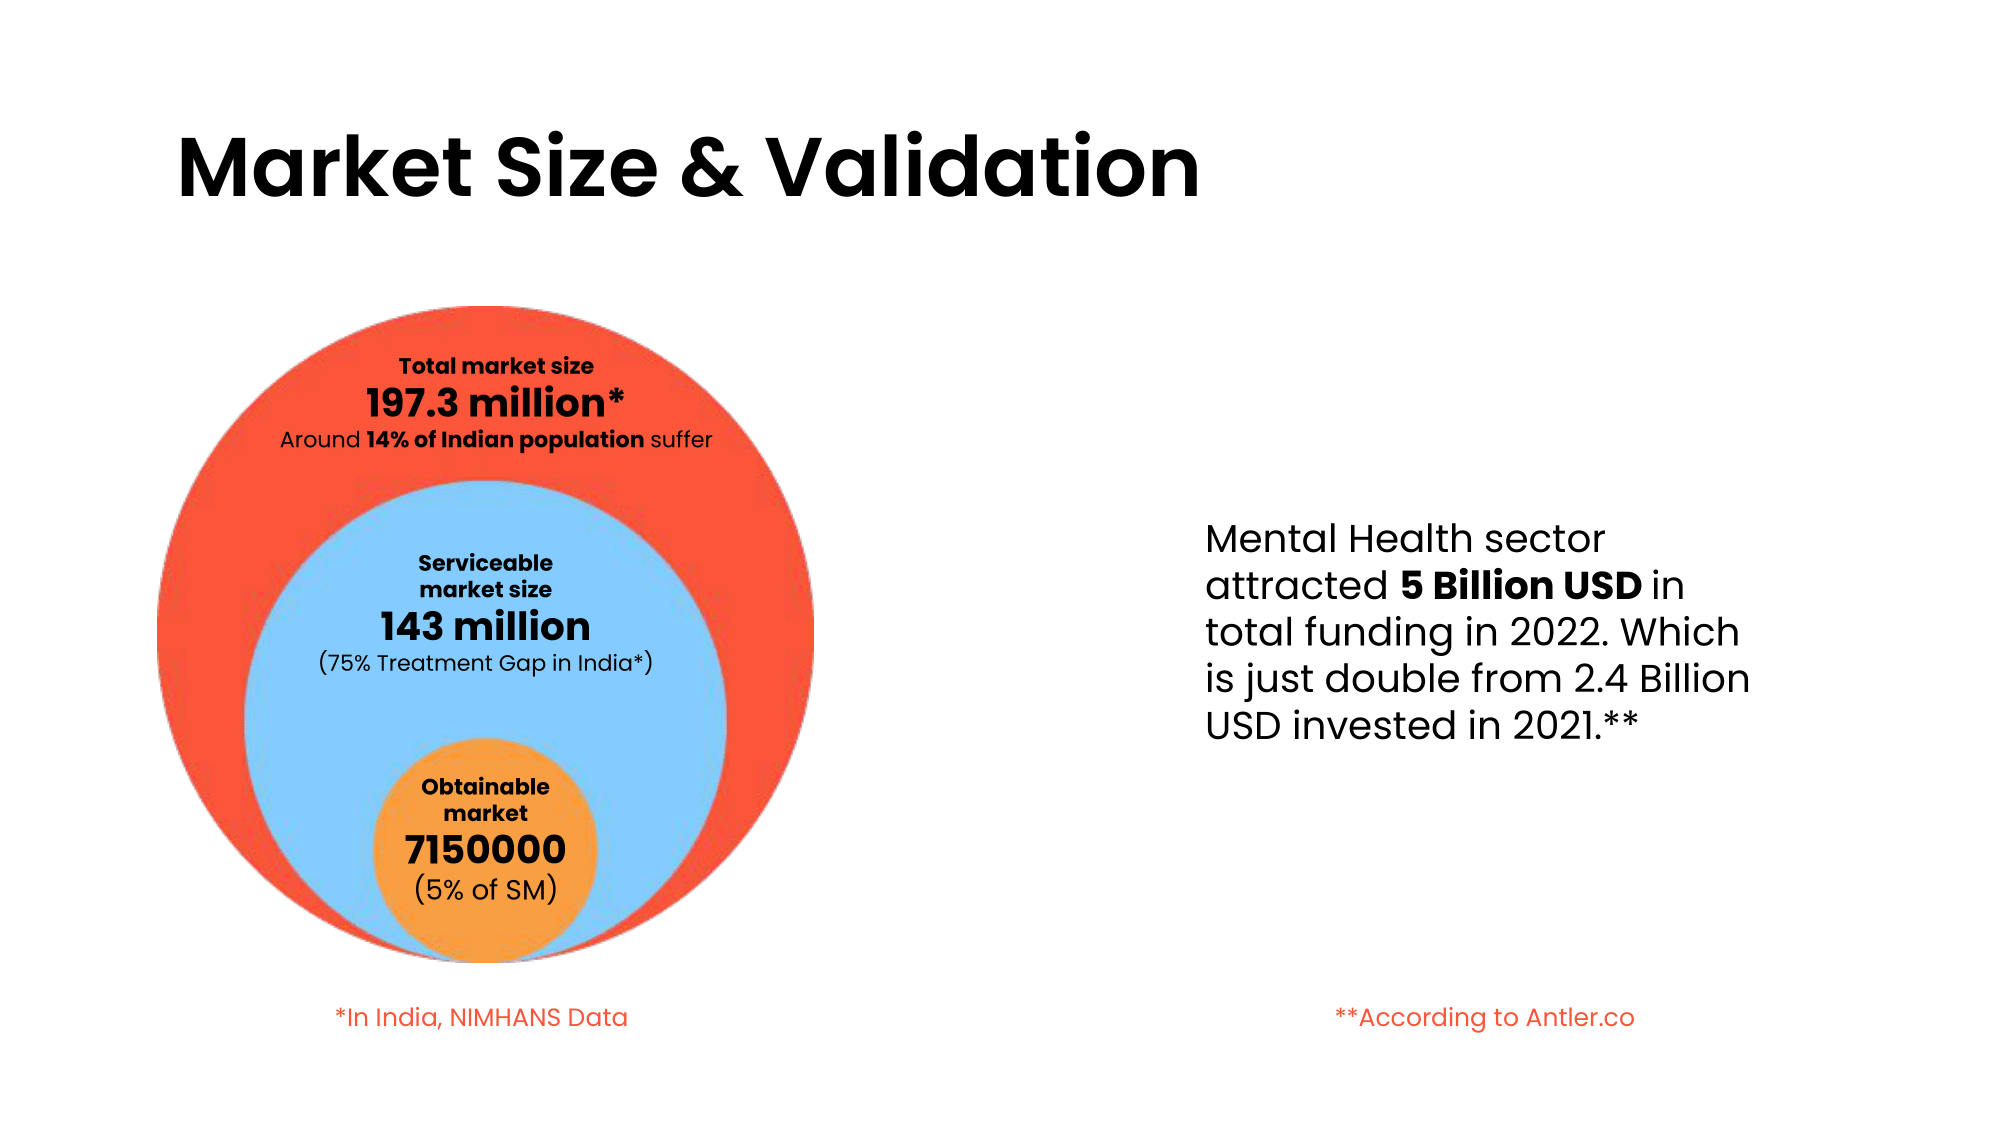 Market Size & Validation
Total market size
197.3 million*
Around 14% of Indian population suffer
Serviceable
market size
143 million
(75% Treatment Gap in India*)
Obtainable
market
7150000
(5% of SM)
Mental Health sector
attracted 5 Billion USD in
total funding in 2022. Which
is just double from 2.4 Billion
USD invested in 2021.**
*In India, NIMHANS Data
**According to Antler.co